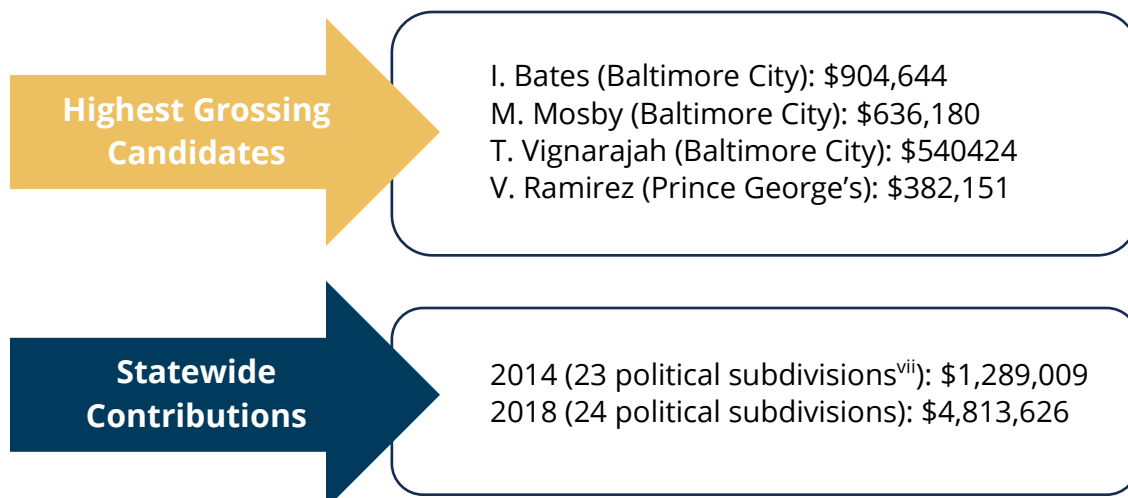 Highest Grossing
Candidates
I. Bates (Baltimore City): $904,644
M. Mosby (Baltimore City): $636,180
T. Vignarajah (Baltimore City): $540424
V. Ramirez (Prince George’s): $382,151
Statewide
Contributions
2014 (23 political subdivisionsvii): $1,289,009
2018 (24 political subdivisions): $4,813,626